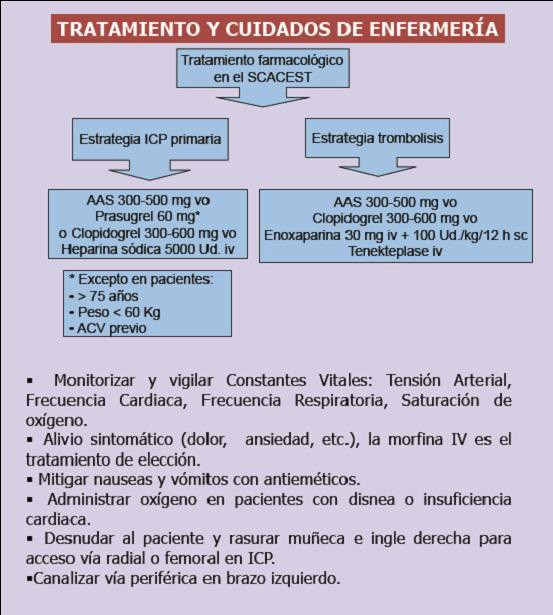 TRATAMIENTO Y CUIDADOS DE ENFERMERÍA
Tratamiento farmacológico
en el SCACEST
Estrategia ICP primaria
Estrategia trombolisis
AAS 300-500 mg vo
Prasugrel 60 mg*
o Clopidogrel 300-600 mg vo
Heparina sódica 5000 Ud. iv
AAS 300-500 mg vo
Clopidogrel 300-600 mg vo
Enoxaparina 30 mg iv + 100 Ud./kg/12 h sc
Tenekteplase iv
* Excepto en pacientes:
- > 75 años
- Peso < 60 Kg
- ACV previo
▪ Monitorizar y vigilar Constantes Vitales: Tensión Arterial,
Frecuencia Cardiaca, Frecuencia Respiratoria, Saturación de
oxígeno.
▪ Alivio sintomático (dolor, ansiedad, etc.), la morfina IV es el
tratamiento de elección.
▪ Mitigar nauseas y vómitos con antieméticos.
▪ Administrar oxígeno en pacientes con disnea o insuficiencia
cardiaca.
▪ Desnudar al paciente y rasurar muñeca e ingle derecha para
acceso vía radial o femoral en ICP.
▪Canalizar vía periférica en brazo izquierdo.